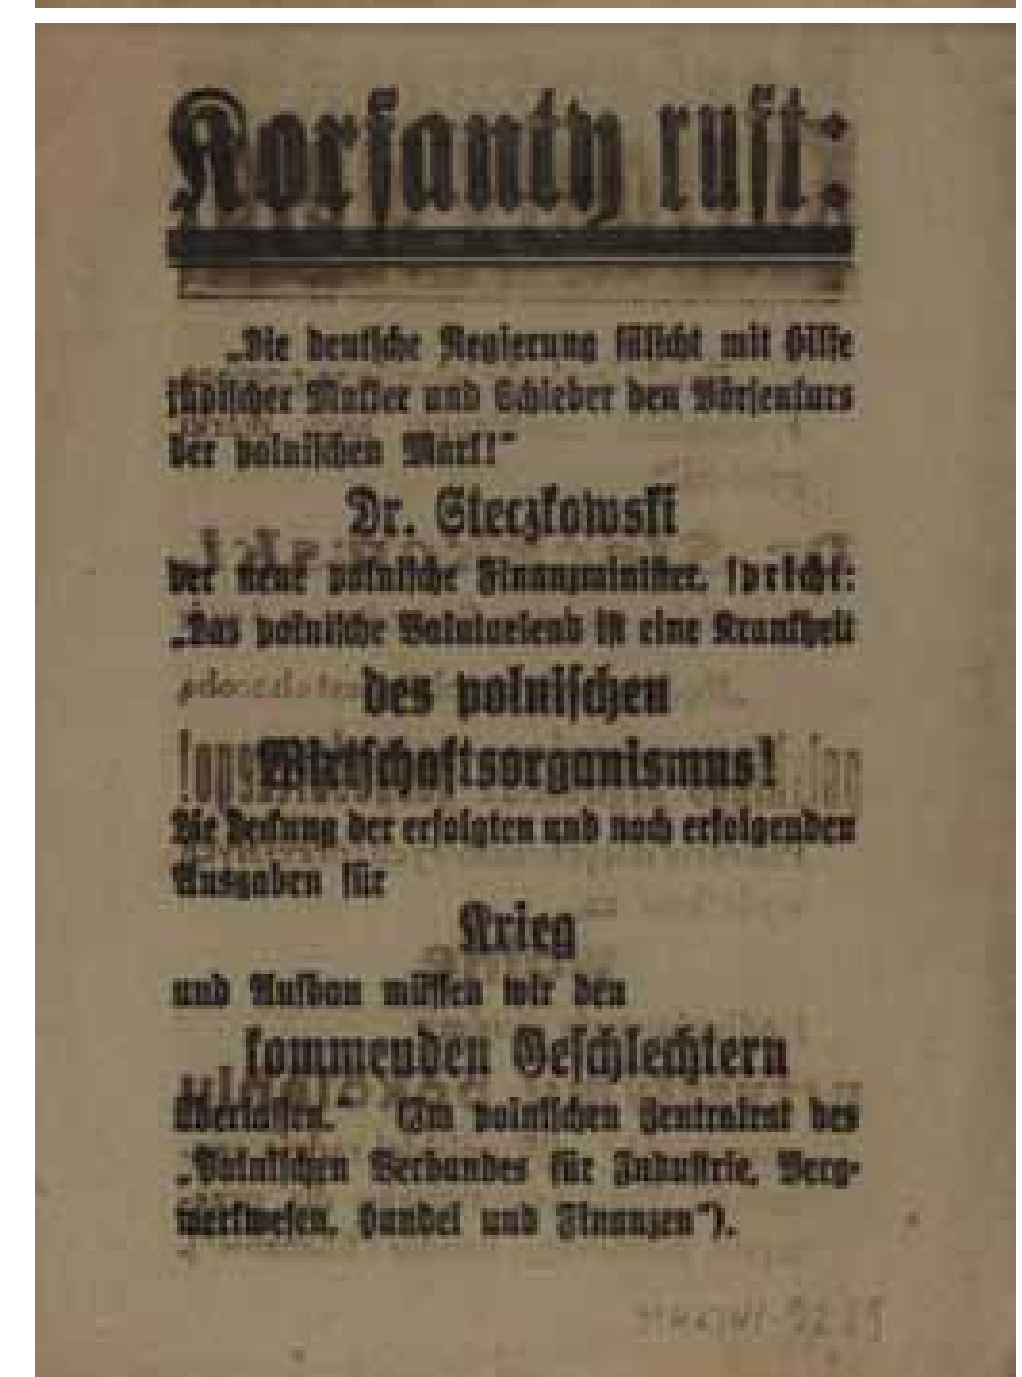 Korfanty ruft:
„Die deutsche Regierung fälscht mit Hilfe
jüdischer Makler und Schieber den Börsenkurs
der polnischen Mark!“
Dr. Steczkowski
der neue polnische Finanzminister, spricht:
„Das polnische Valutaelend ist eine Krankheit
des polnischen
Wirtschaftsorganismus!
Die Deckung der erfolgten und noch erfolgenden
Ausgaben für
Krieg
und Aufbau müssen wir den
kommenden Geschlechtern
überlassen.“ (Im polnischen Zentralrat des
„Polnischen Verbandes für Industrie, Berg-
werkwesen, Handel und Finanzen“).